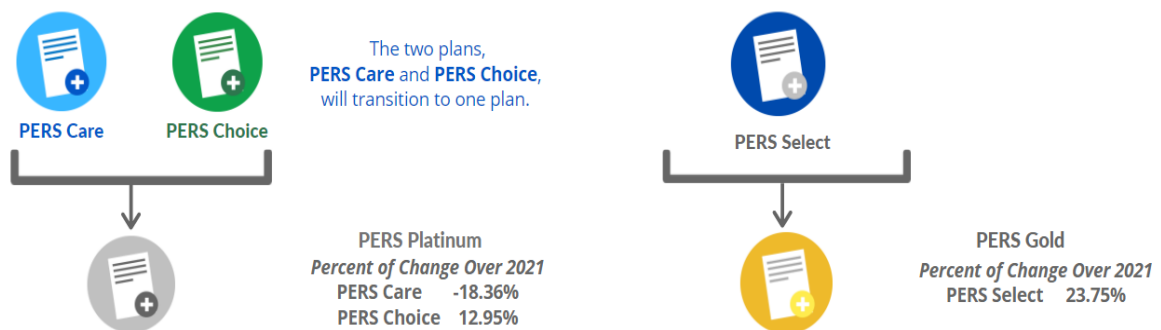 The two plans,
PERS Care and PERS Choice,
will transition to one plan.
PERS Care
PERS Choice
PERS Select
PERS Platinum
Percent of Change Over 2021
PERS Care -18.36%
PERS Choice 12.95%
PERS Gold
Percent of Change Over 2021
PERS Select 23.75%